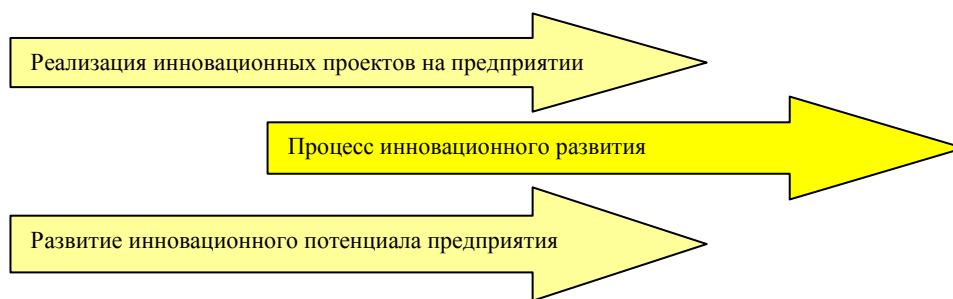 Реализация инновационных проектов на предприятии
Процесс инновационного развития
Развитие инновационного потенциала предприятия